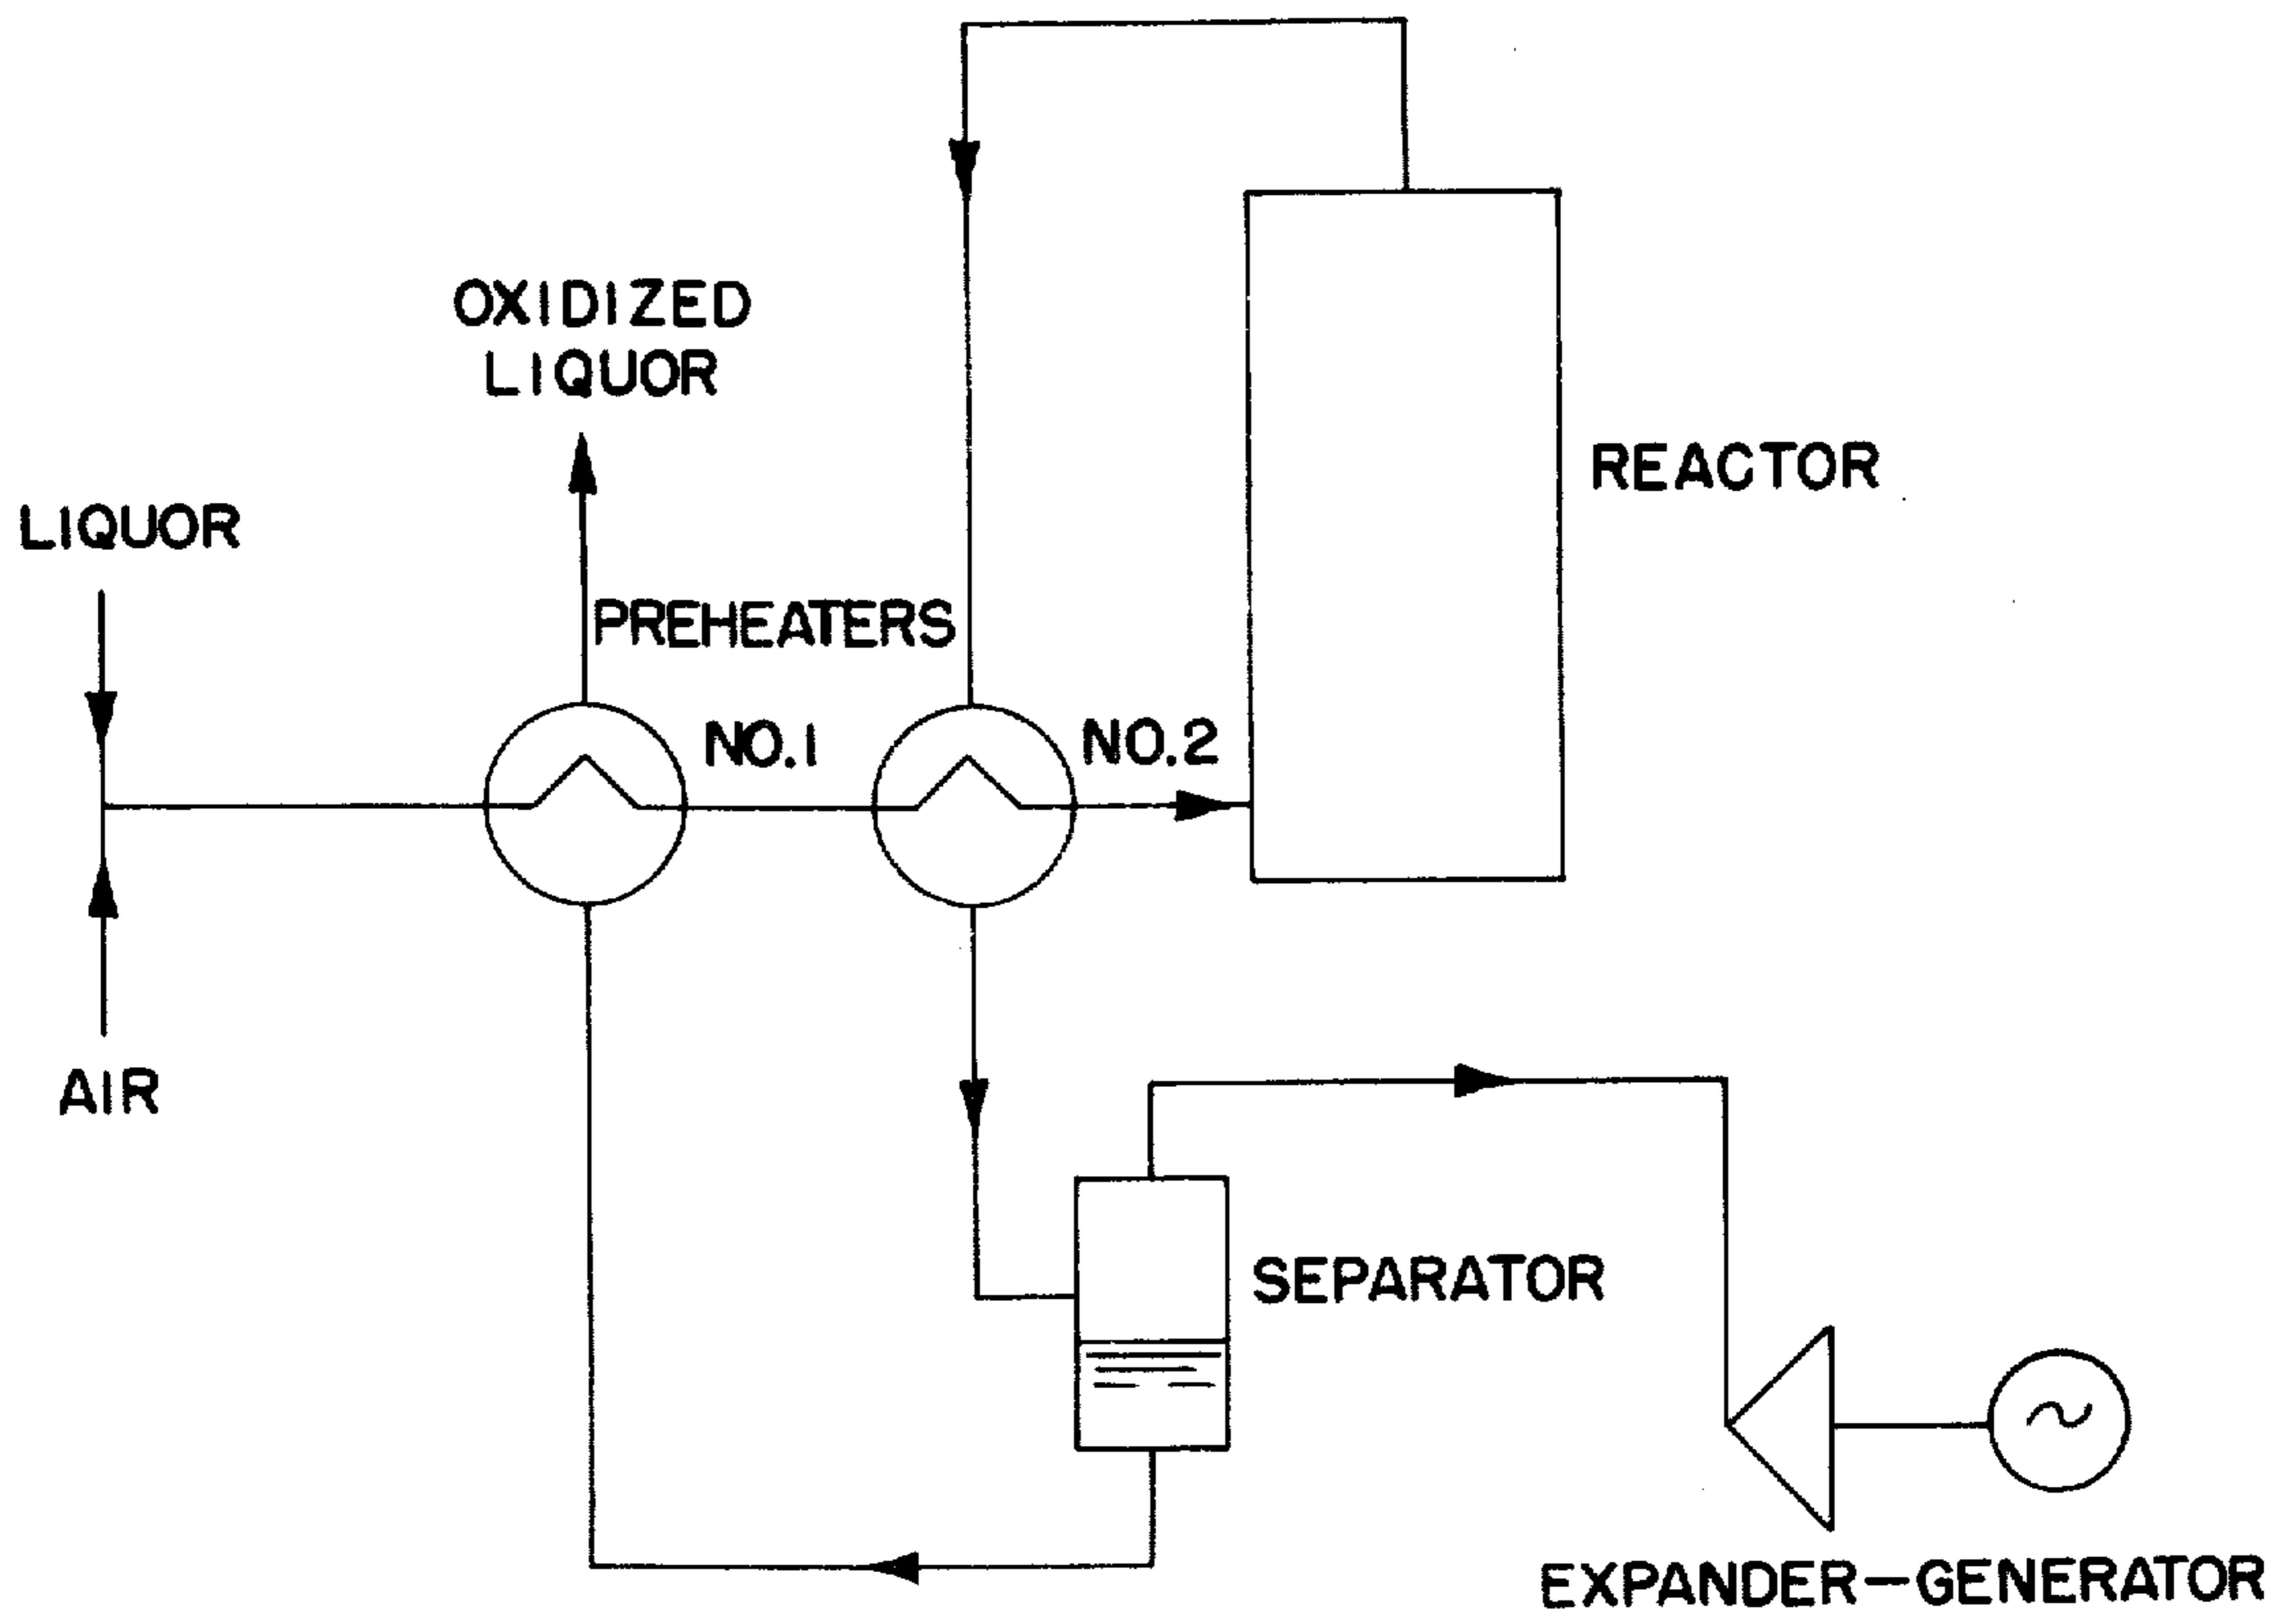 OXIDIZED
LIQUOR
REACTOR
LIQUOR
PREHEATERS
NO.1
NO.2
AIR
SEPARATOR
EXPANDER-GENERATOR